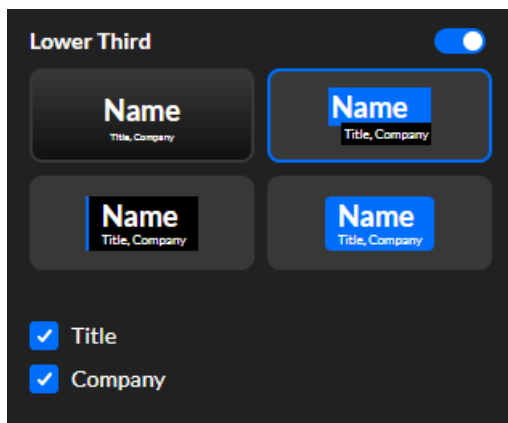 Lower Third
Name
Title, Company
Name
Title, Company
Name
Title, Company
Name
Title, Company
Title
Company